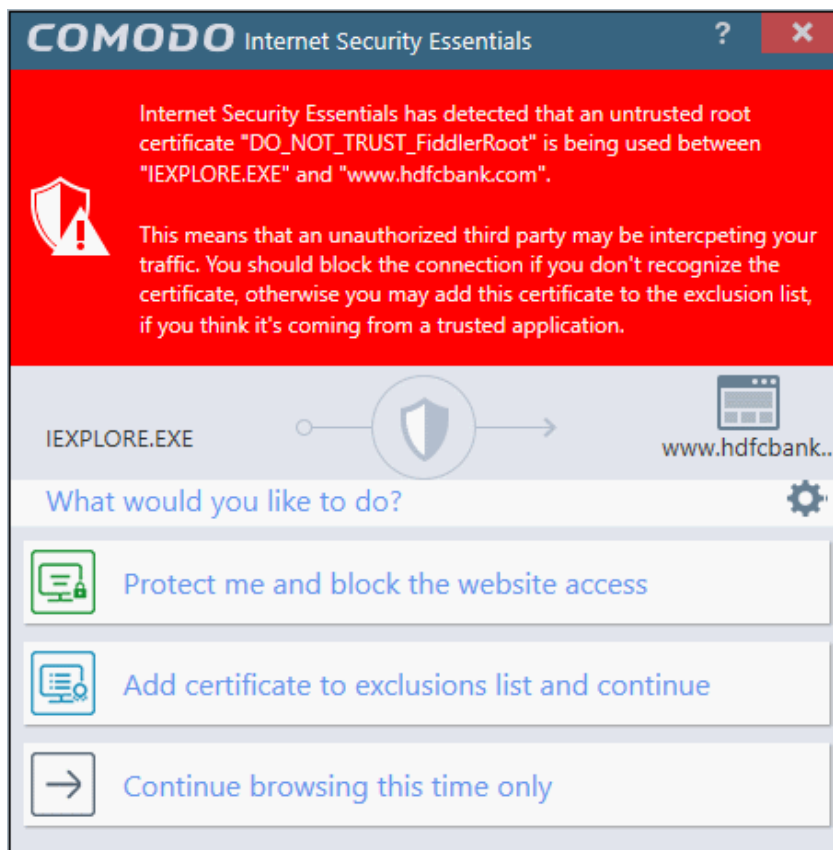 COMODO Internet Security Essentials ?
Internet Security Essentials has detected that an untrusted root
certificate "DO_NOT_TRUST_FiddlerRoot" is being used between
"IEXPLORE.EXE" and "www.hdfcbank.com".
This means that an unauthorized third party may be intercpeting your
traffic. You should block the connection if you don't recognize the
certificate, otherwise you may add this certificate to the exclusion list,
if you think it's coming from a trusted application.
IEXPLORE.EXE
www.hdfcbank..
What would you like to do?
Protect me and block the website access
Add certificate to exclusions list and continue
Continue browsing this time only